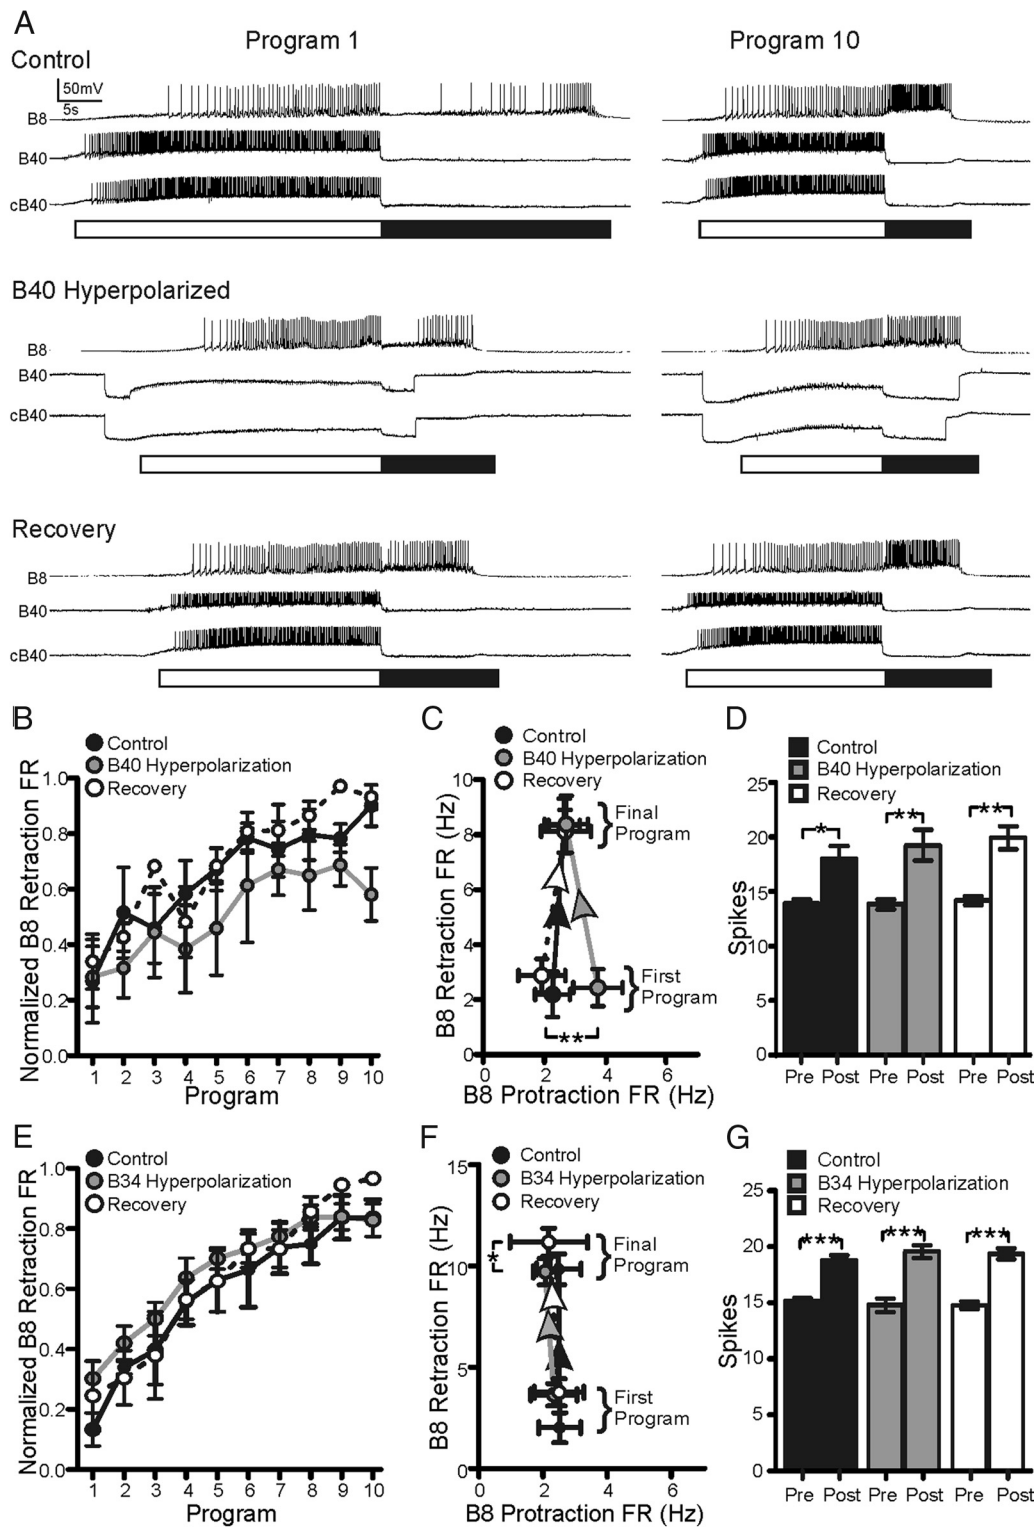 A
Program 1
Program 10
Control
50mV
5s
B8
B40
cB40
B40 Hyperpolarized
B8
B40
cB40
Recovery
B8
B40
cB40
B
Control
B40 Hyperpolarization
Recovery
Normalized B8 Retraction FR
1.0
0.8
0.6
0.4
0.2
0.0
1 2 3 4 5 6 7 8 9 10
Program
C
Control
B40 Hyperpolarization
Recovery
B8 Retraction FR (Hz)
10
8
6
4
2
0
Final
Program
First
Program
**
0 2 4 6
B8 Protraction FR (Hz)
D
Control
B40 Hyperpolarization
Recovery
Spikes
25
20
15
10
5
0
* ** **
Pre Post Pre Post Pre Post
E
Control
B34 Hyperpolarization
Recovery
Normalized B8 Retraction FR
1.0
0.8
0.6
0.4
0.2
0.0
1 2 3 4 5 6 7 8 9 10
Program
F
Control
B34 Hyperpolarization
Recovery
B8 Retraction FR (Hz)
15
10
5
0
*
Final
Program
First
Program
0 2 4 6
B8 Protraction FR (Hz)
G
Control
B34 Hyperpolarization
Recovery
Spikes
25
20
15
10
5
0
*** *** ***
Pre Post Pre Post Pre Post